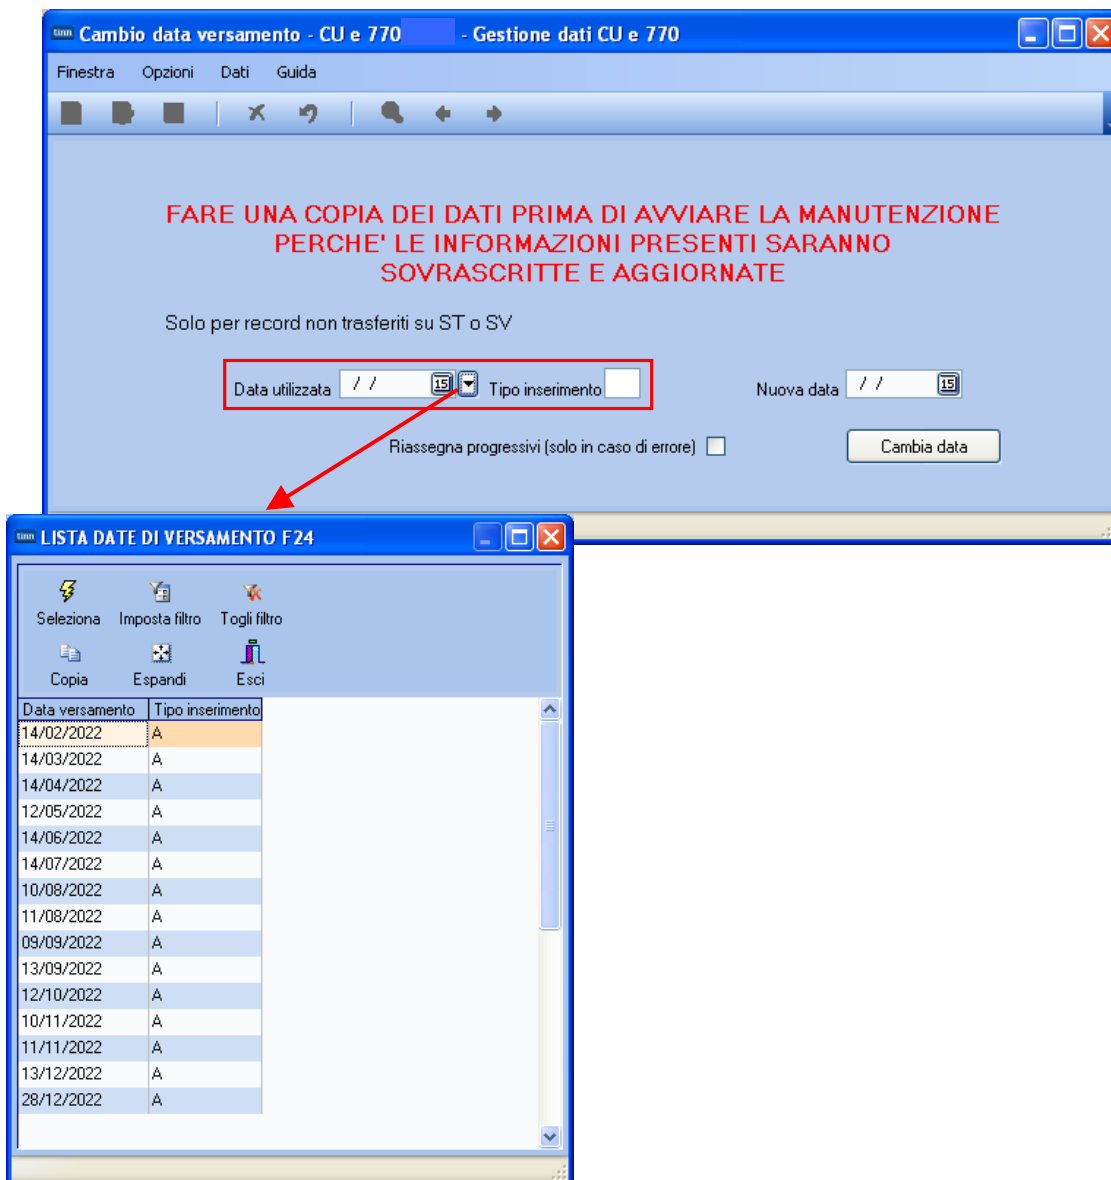 tinn Cambio data versamento - CU e 770 - Gestione dati CU e 770
Finestra Opzioni Dati Guida
FARE UNA COPIA DEI DATI PRIMA DI AVVIARE LA MANUTENZIONE
PERCHE' LE INFORMAZIONI PRESENTI SARANNO
SOVRASCRITTE E AGGIORNATE
Solo per record non trasferiti su ST o SV
Data utilizzata / / 15 Tipo inserimento Nuova data / / 15
Riassegna progressivi (solo in caso di errore) Cambia data
tinn LISTA DATE DI VERSAMENTO F24
Seleziona Imposta filtro Togli filtro
Copia Espandi Esci
Data versamento Tipo inserimento
14/02/2022 A
14/03/2022 A
14/04/2022 A
12/05/2022 A
14/06/2022 A
14/07/2022 A
10/08/2022 A
11/08/2022 A
09/09/2022 A
13/09/2022 A
12/10/2022 A
10/11/2022 A
11/11/2022 A
13/12/2022 A
28/12/2022 A